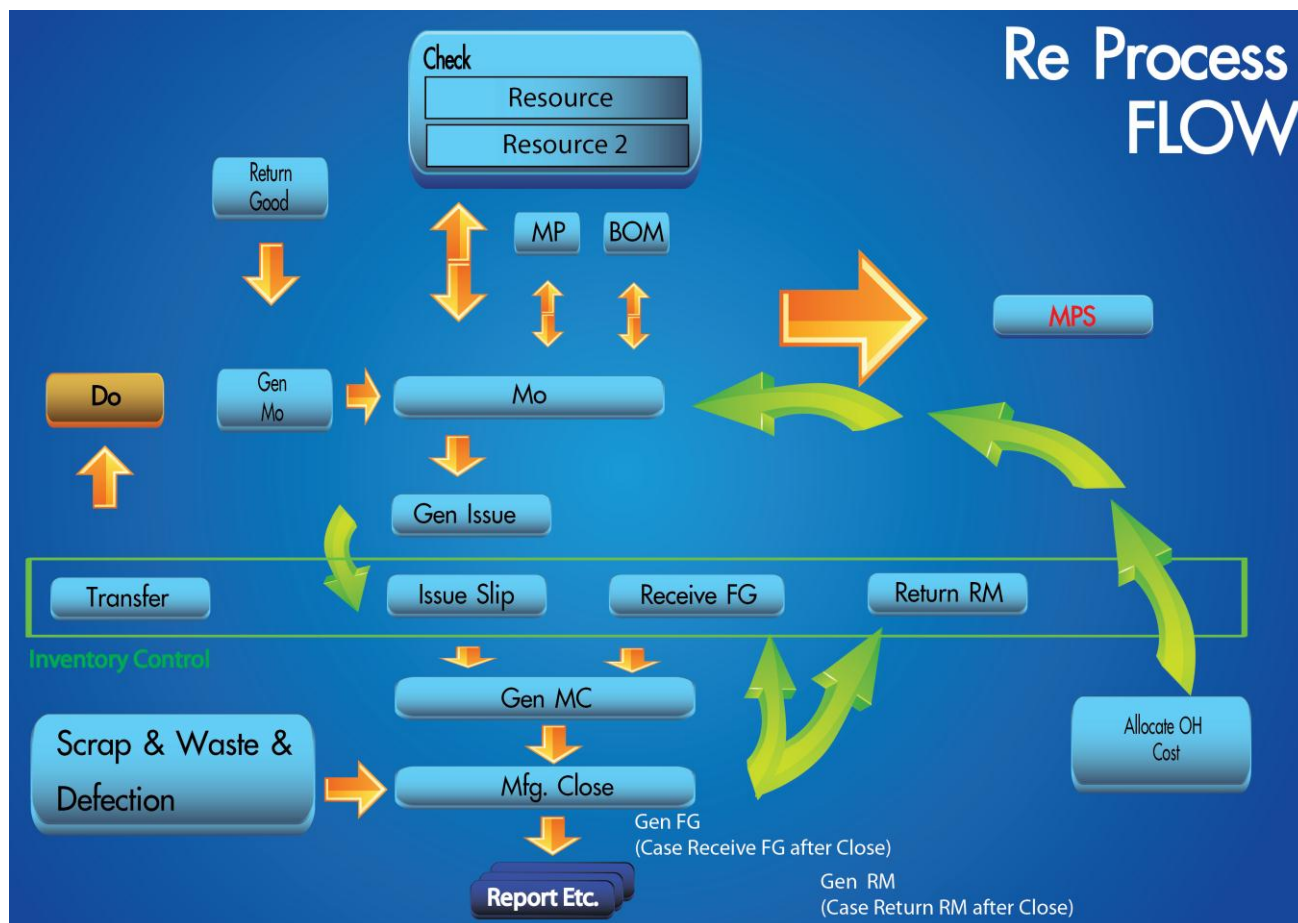 Re Process
FLOW
Check
Resource
Resource 2
Return
Good
MP
BOM
MPS
Do
Gen
Mo
Mo
Gen Issue
Transfer
Issue Slip
Receive FG
Return RM
Inventory Control
Gen MC
Scrap & Waste &
Defection
Allocate OH
Cost
Mfg. Close
Gen FG
(Case Receive FG after Close)
Report Etc.
Gen RM
(Case Return RM after Close)